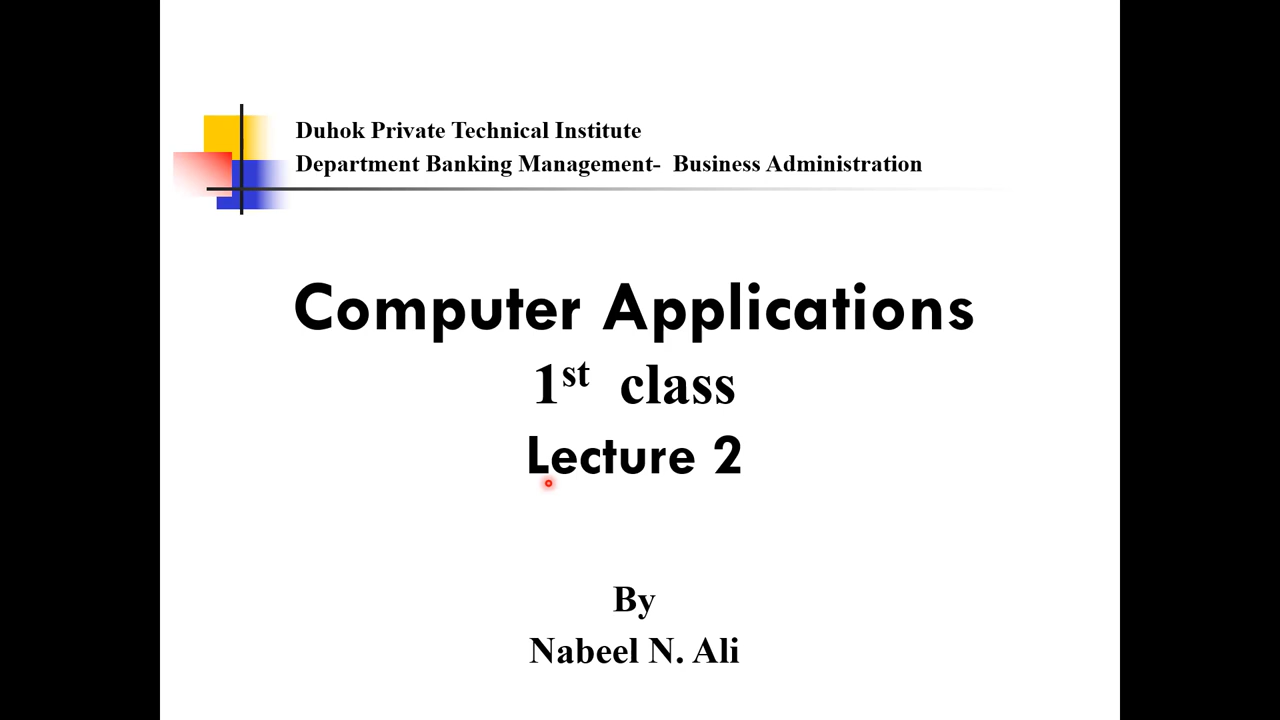 Duhok Private Technical Institute
Department Banking Management-  Business Administration
Computer Applications
1st  class
Lecture 2
By
Nabeel N. Ali